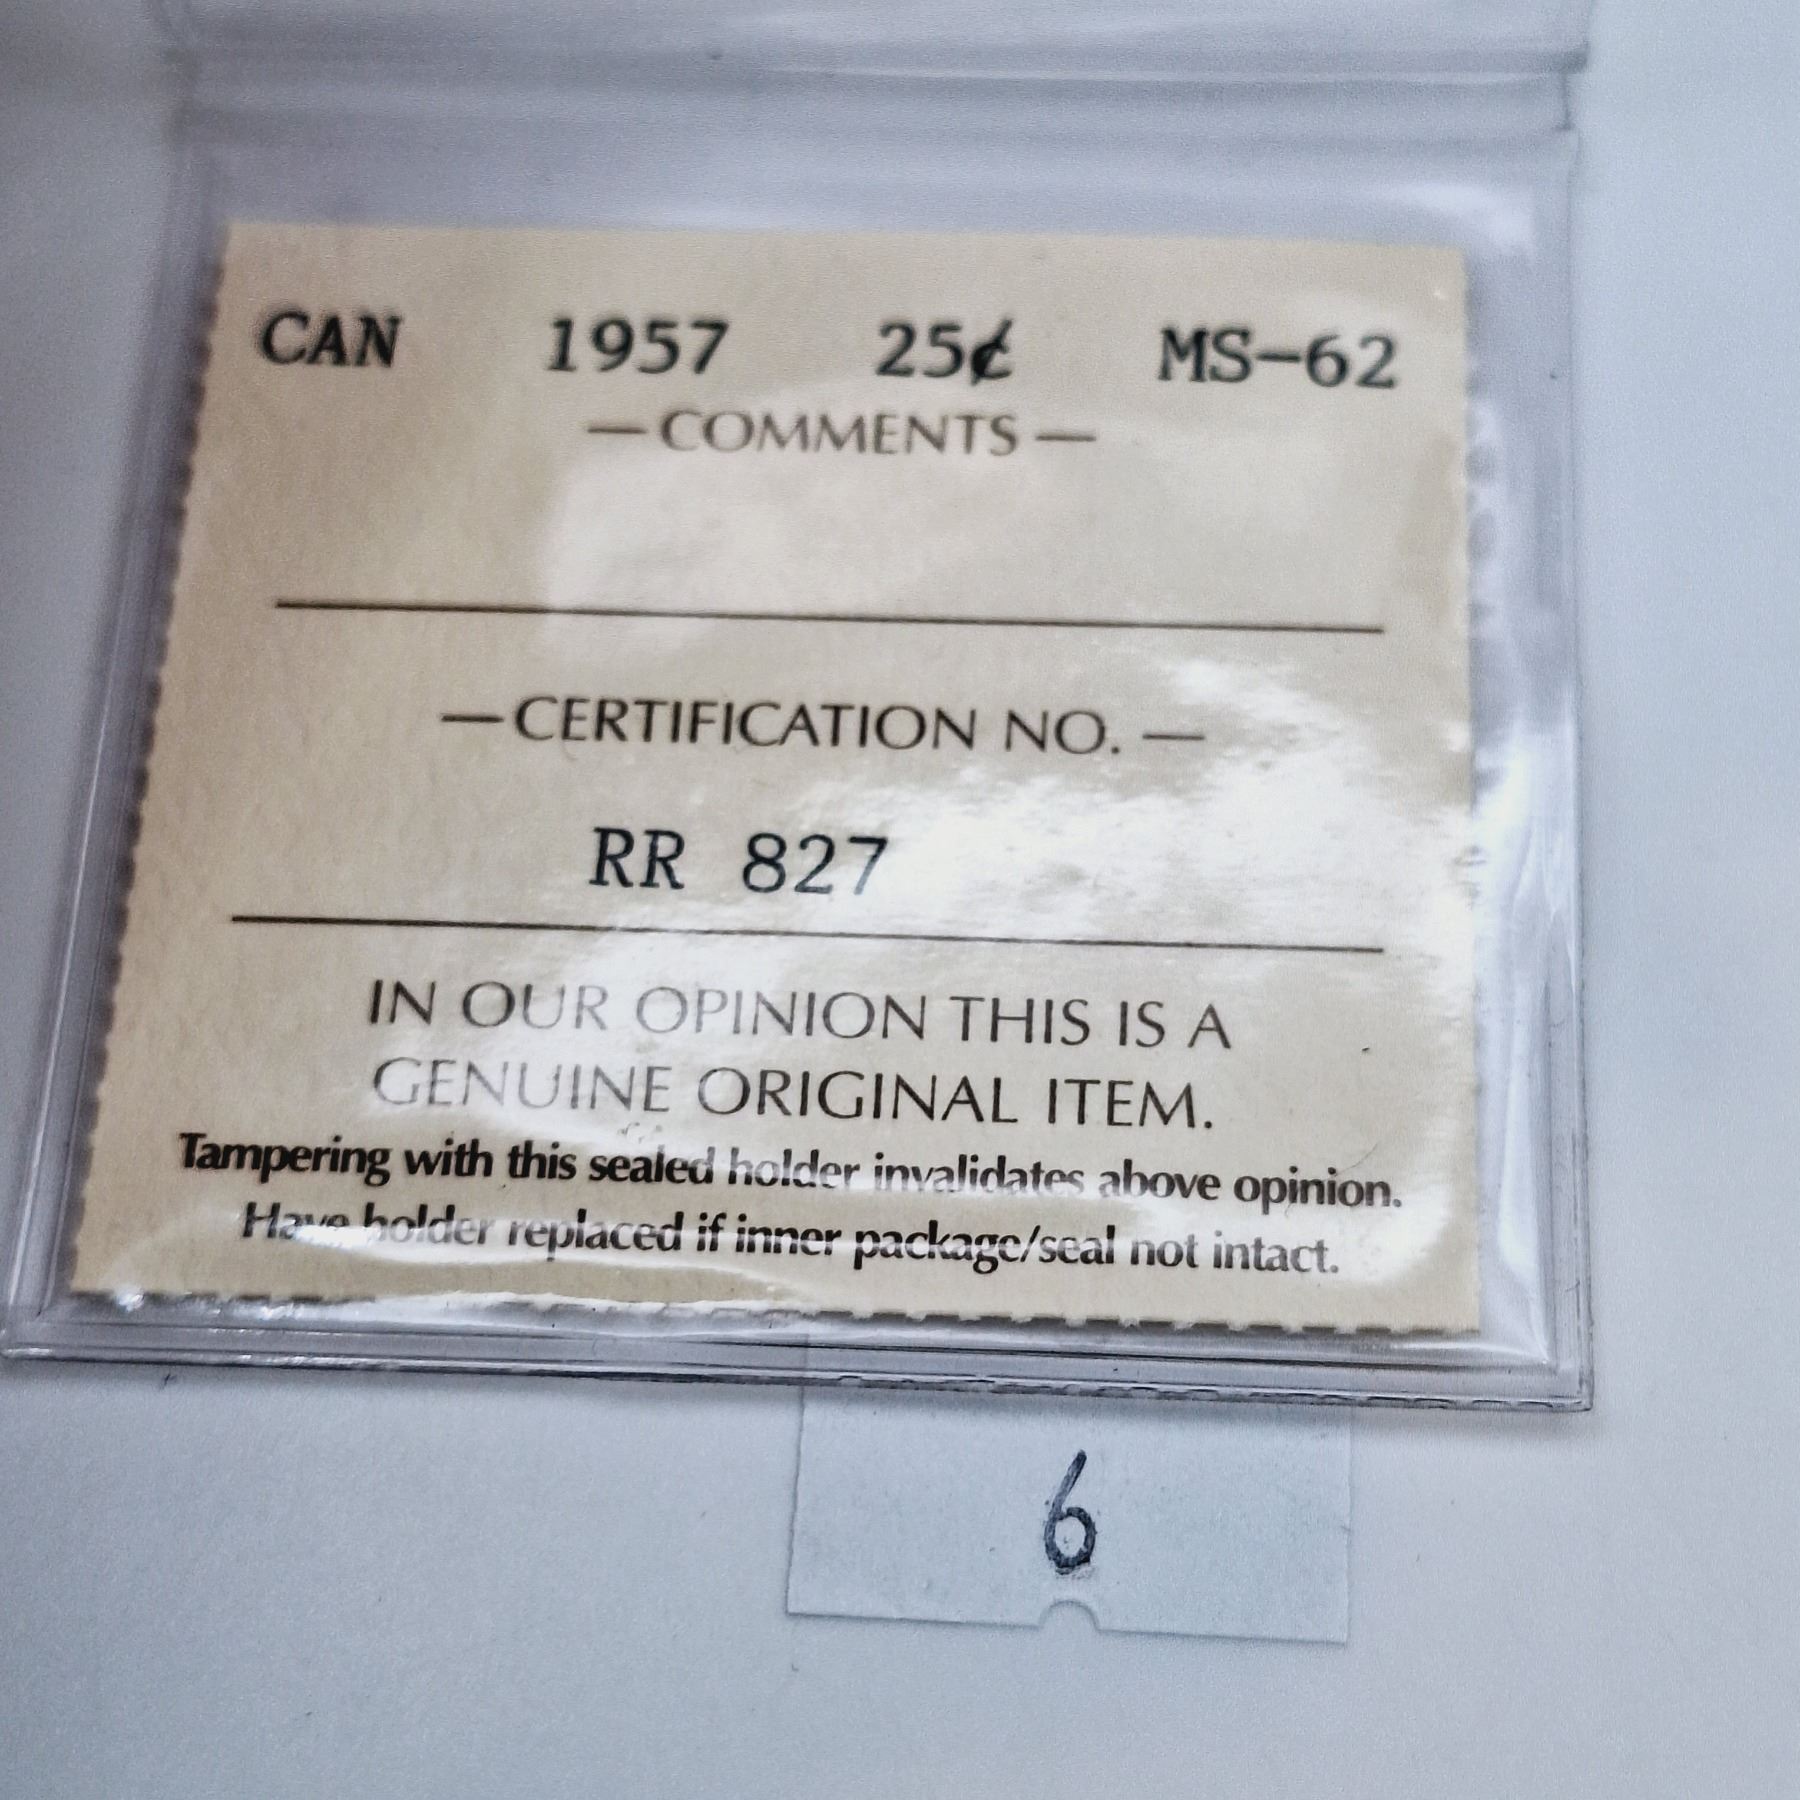 CAN 1957 25¢ MS-62
—COMMENTS—
—CERTIFICATION NO.—
RR 827
IN OUR OPINION THIS IS A
GENUINE ORIGINAL ITEM.
Tampering with this sealed holder invalidates above opinion.
Have holder replaced if inner package/seal not intact.
6